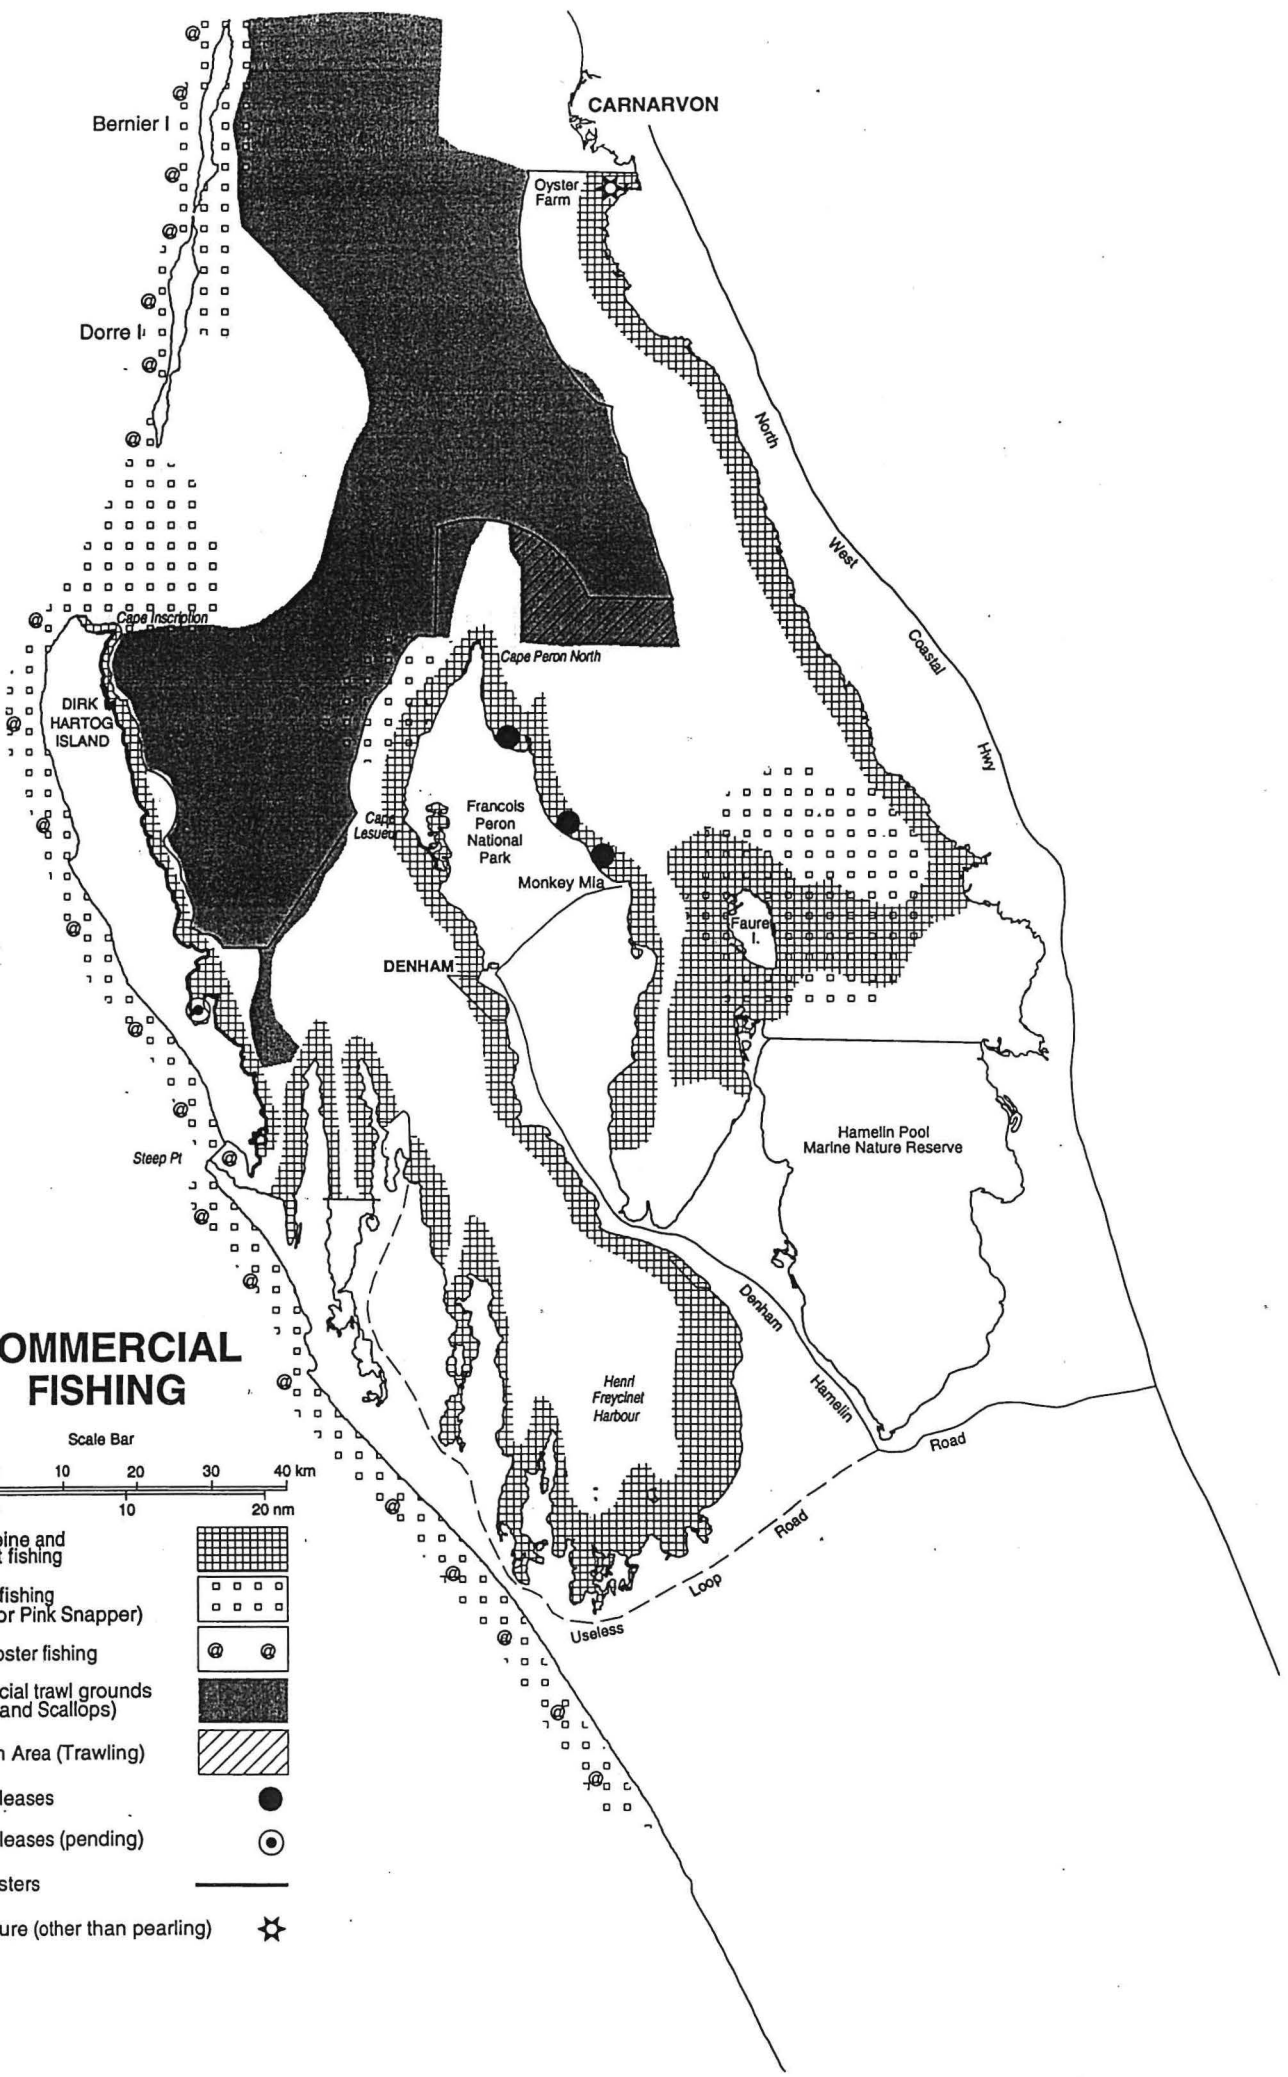 CARNARVON
Bernier I
Oyster
Farm
Dorre I
North
West
Coastal
Hwy
Cape Inscription
Cape Peron North
DIRK
HARTOG
ISLAND
Francois
Peron
National
Park
Cape
Lesueur
Monkey Mia
Faure
I.
DENHAM
Hamelin Pool
Marine Nature Reserve
Steep Pt
Denham
Hamelin
Road
Henri
Freycinet
Harbour
Road
Loop
Useless
OMMERCIAL
FISHING
Scale Bar
10 20 30 40 km
10 20 nm
eine and
t fishing
fishing
or Pink Snapper)
oster fishing
cial trawl grounds
and Scallops)
n Area (Trawling)
leases
leases (pending)
sters
ure (other than pearling)